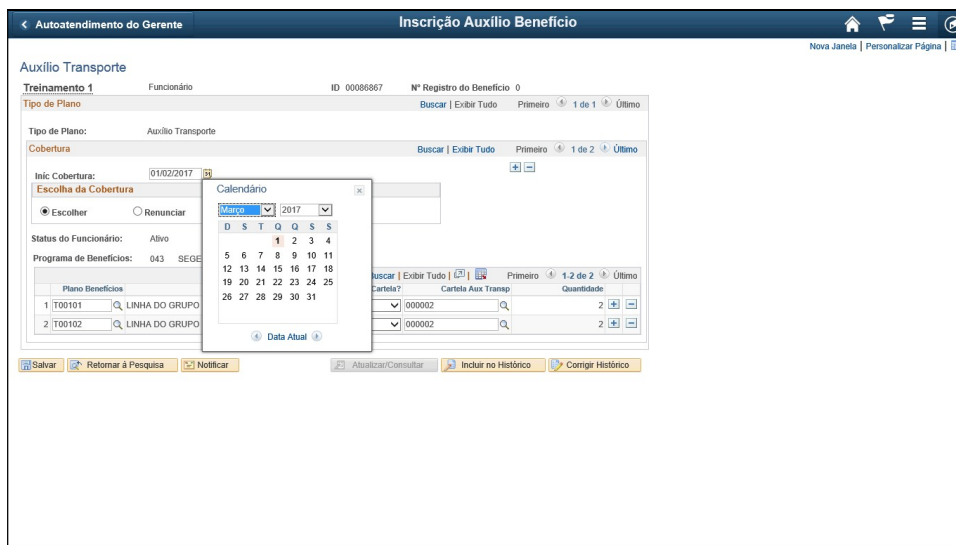 Autoatendimento do Gerente Inscrição Auxílio Benefício
Nova Janela | Personalizar Página |
Auxílio Transporte
Treinamento 1 Funcionário ID 00086867 Nº Registro do Benefício 0
Tipo de Plano Buscar | Exibir Tudo Primeiro 1 de 1 Último
Tipo de Plano: Auxílio Transporte
Cobertura Buscar | Exibir Tudo Primeiro 1 de 2 Último
Iníc Cobertura: 01/02/2017
Escolha da Cobertura
Escolher Renunciar
Status do Funcionário: Ativo
Programa de Benefícios: 043 SEGE
Buscar | Exibir Tudo | Primeiro 1-2 de 2 Último
Plano Benefícios Cartela? Cartela Aux Transp Quantidade
1 T00101 LINHA DO GRUPO 000002 2
2 T00102 LINHA DO GRUPO 000002 2
Calendário
Março 2017
D S T Q Q S S
1 2 3 4
5 6 7 8 9 10 11
12 13 14 15 16 17 18
19 20 21 22 23 24 25
26 27 28 29 30 31
Data Atual
Salvar Retornar à Pesquisa Notificar Atualizar/Consultar Incluir no Histórico Corrigir Histórico